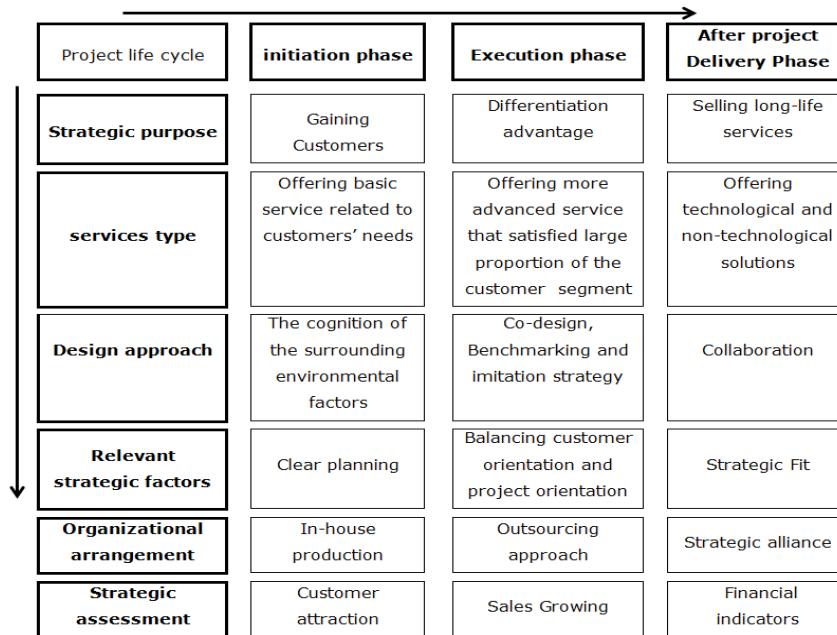 Project life cycle
initiation phase
Execution phase
After project
Delivery Phase
Strategic purpose
Gaining
Customers
Differentiation
advantage
Selling long-life
services
services type
Offering basic
service related to
customers’ needs
Offering more
advanced service
that satisfied large
proportion of the
customer segment
Offering
technological and
non-technological
solutions
Design approach
The cognition of
the surrounding
environmental
factors
Co-design,
Benchmarking and
imitation strategy
Collaboration
Relevant
strategic factors
Clear planning
Balancing customer
orientation and
project orientation
Strategic Fit
Organizational
arrangement
In-house
production
Outsourcing
approach
Strategic alliance
Strategic
assessment
Customer
attraction
Sales Growing
Financial
indicators